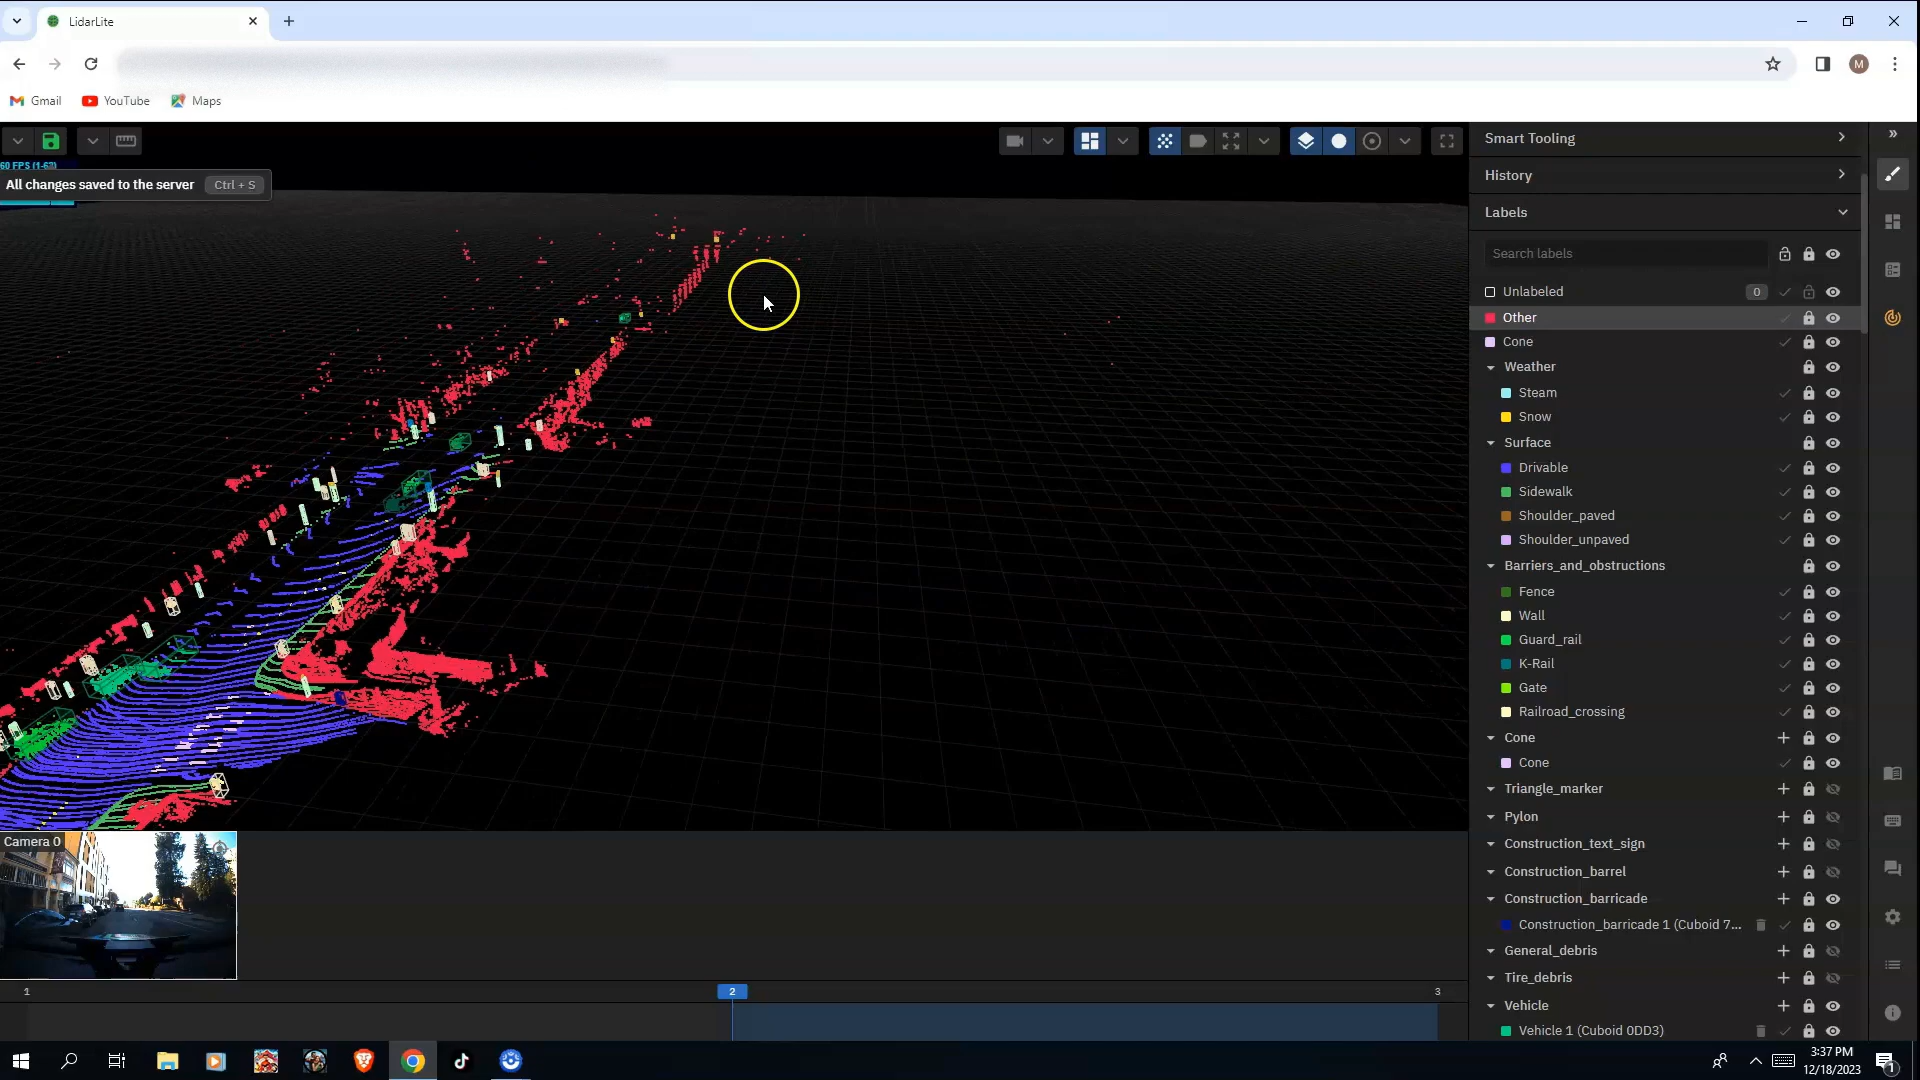 LidarLite
Gmail
YouTube
Maps
60 FPS (1-62)
All changes saved to the server
Ctrl + S
Smart Tooling
History
Labels
Search labels
Unlabeled 0
Other
Cone
Weather
Steam
Snow
Surface
Drivable
Sidewalk
Shoulder_paved
Shoulder_unpaved
Barriers_and_obstructions
Fence
Wall
Guard_rail
K-Rail
Gate
Railroad_crossing
Cone
Cone
Triangle_marker
Pylon
Construction_text_sign
Construction_barrel
Construction_barricade
Construction_barricade 1 (Cuboid 7...
General_debris
Tire_debris
Vehicle
Vehicle 1 (Cuboid 0DD3)
Camera 0
1 2 3
M
3:37 PM
12/18/2023
1